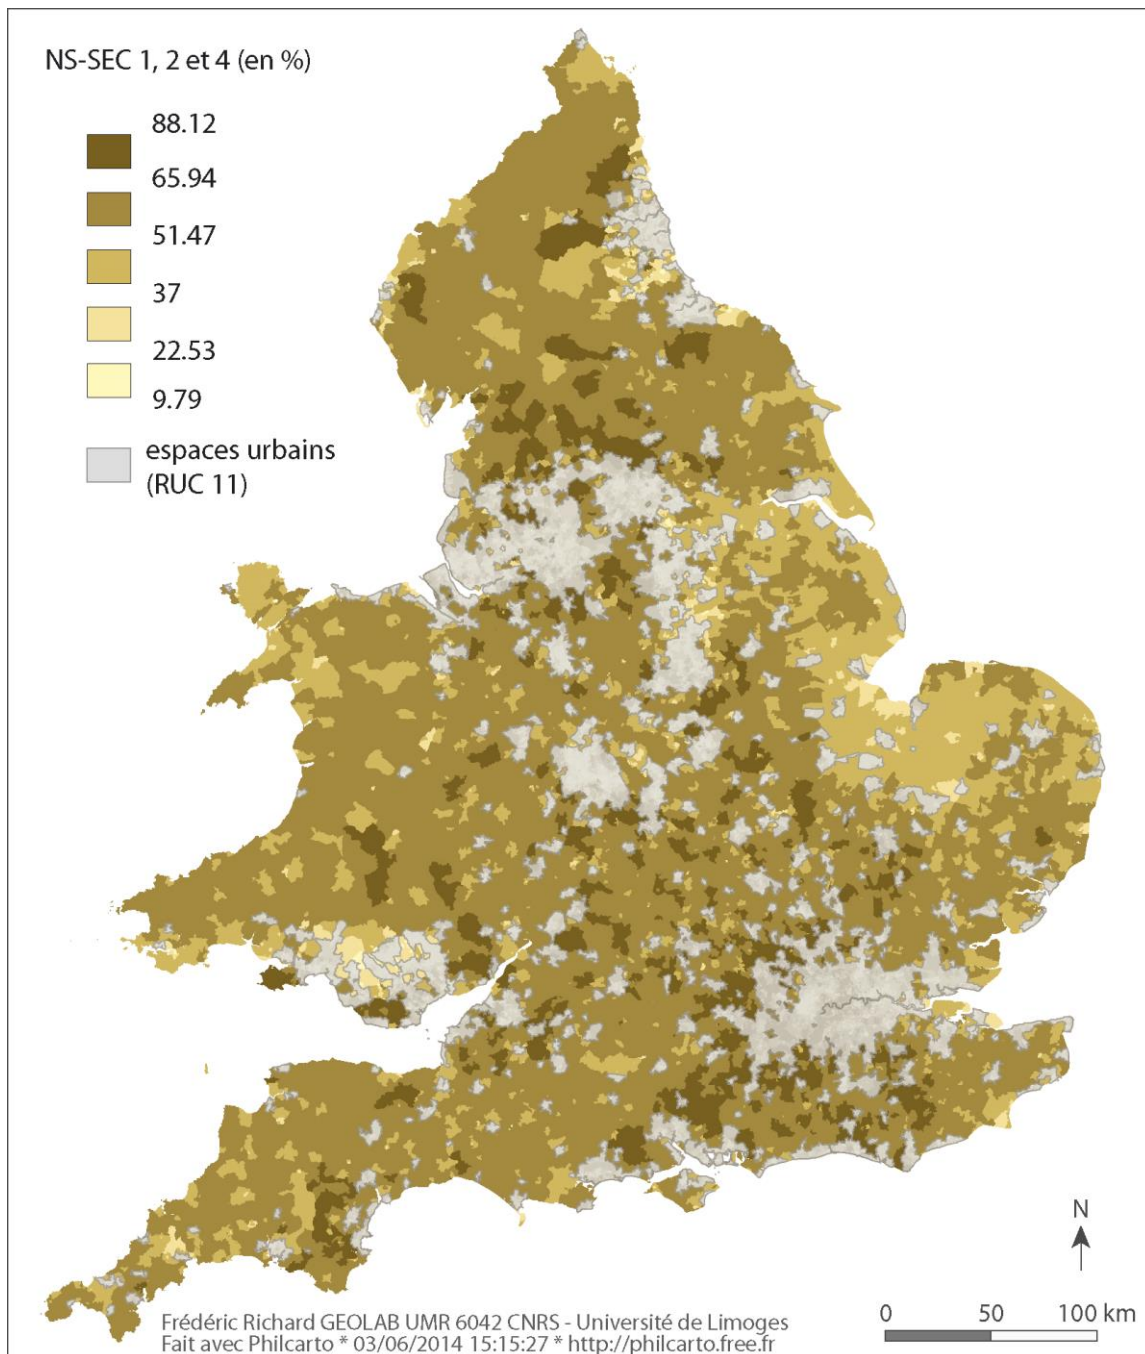 NS-SEC 1, 2 et 4 (en %)
88.12
65.94
51.47
37
22.53
9.79
espaces urbains
(RUC 11)
N
0 50 100 km
Frédéric Richard GEOLAB UMR 6042 CNRS - Université de Limoges
Fait avec Philcarto * 03/06/2014 15:15:27 * http://philcarto.free.fr